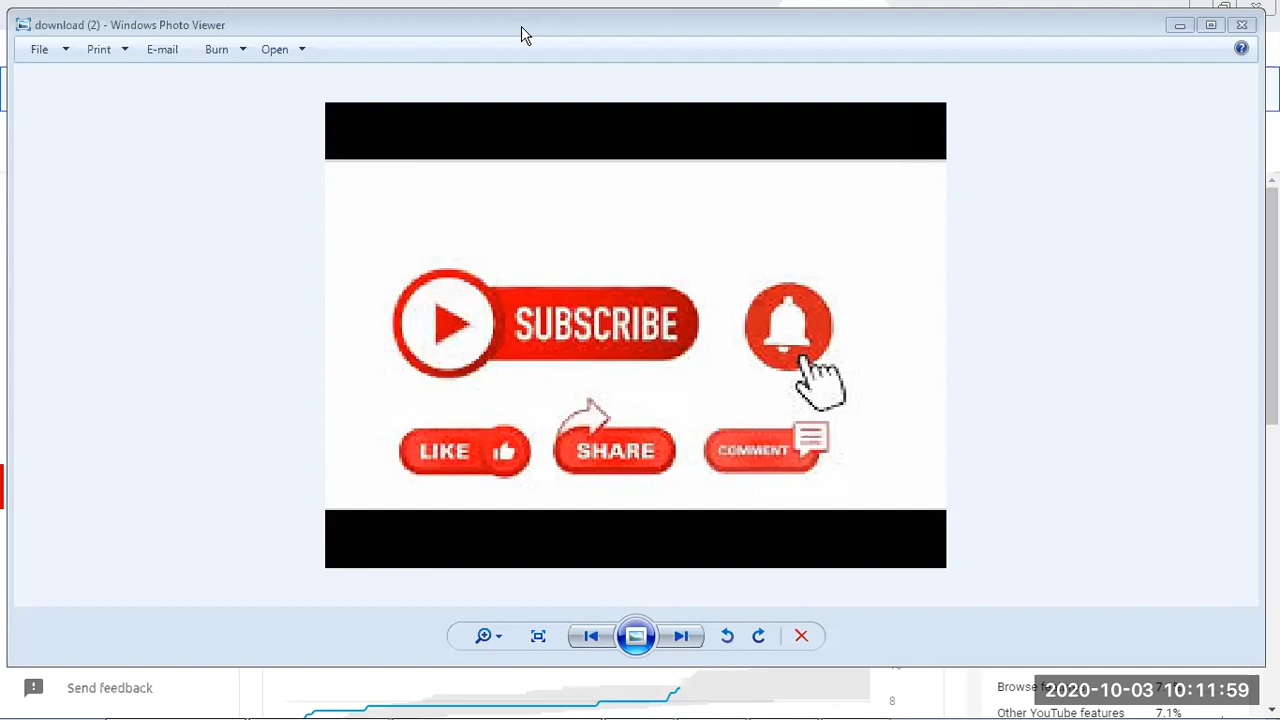 download (2) - Windows Photo Viewer
File Print E-mail Burn Open
SUBSCRIBE
LIKE SHARE COMMENT
Send feedback
8
Browse
2020-10-03 10:11:59
Other YouTube features 7.1%